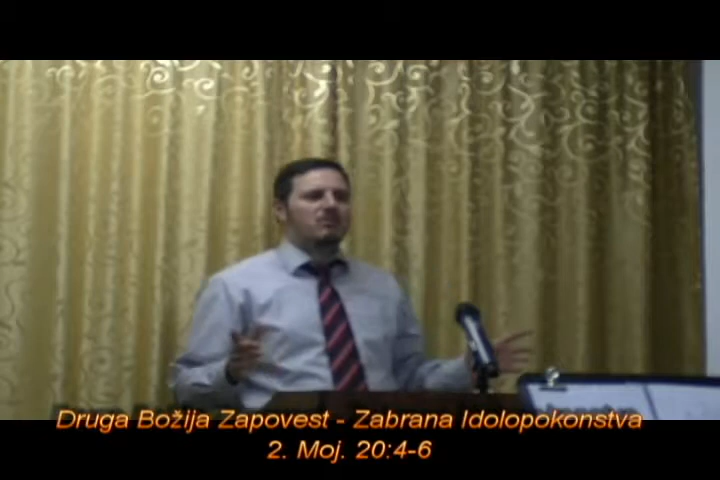 Druga Božija Zapovest - Zabrana Idolopokonstva
2. Moj. 20:4-6